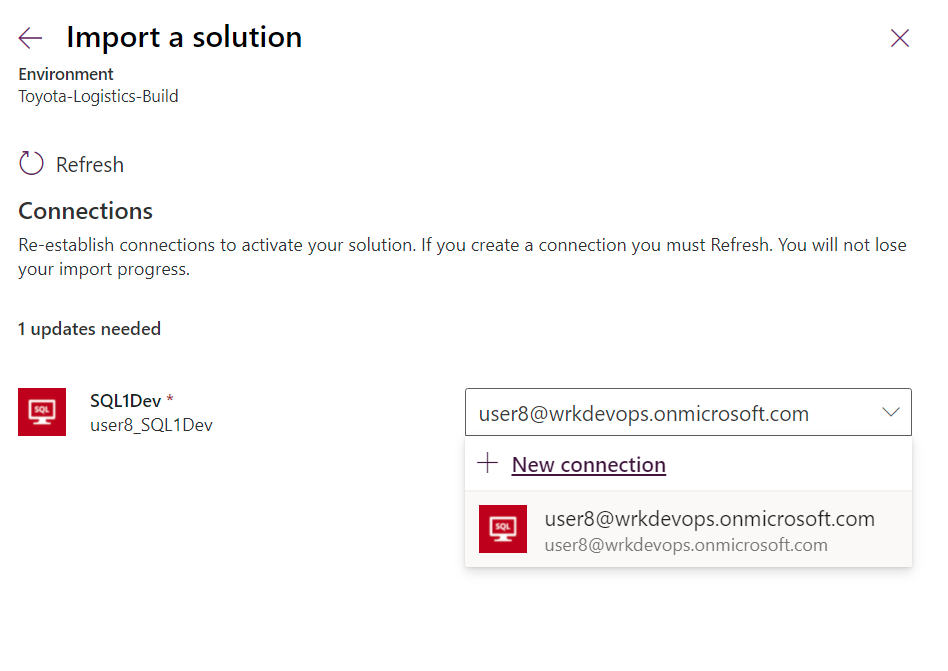 Import a solution
Environment
Toyota-Logistics-Build
Refresh
Connections
Re-establish connections to activate your solution. If you create a connection you must Refresh. You will not lose
your import progress.
1 updates needed
SQL
SQL1Dev *
user8_SQL1Dev
user8@wrkdevops.onmicrosoft.com
New connection
SQL
user8@wrkdevops.onmicrosoft.com
user8@wrkdevops.onmicrosoft.com